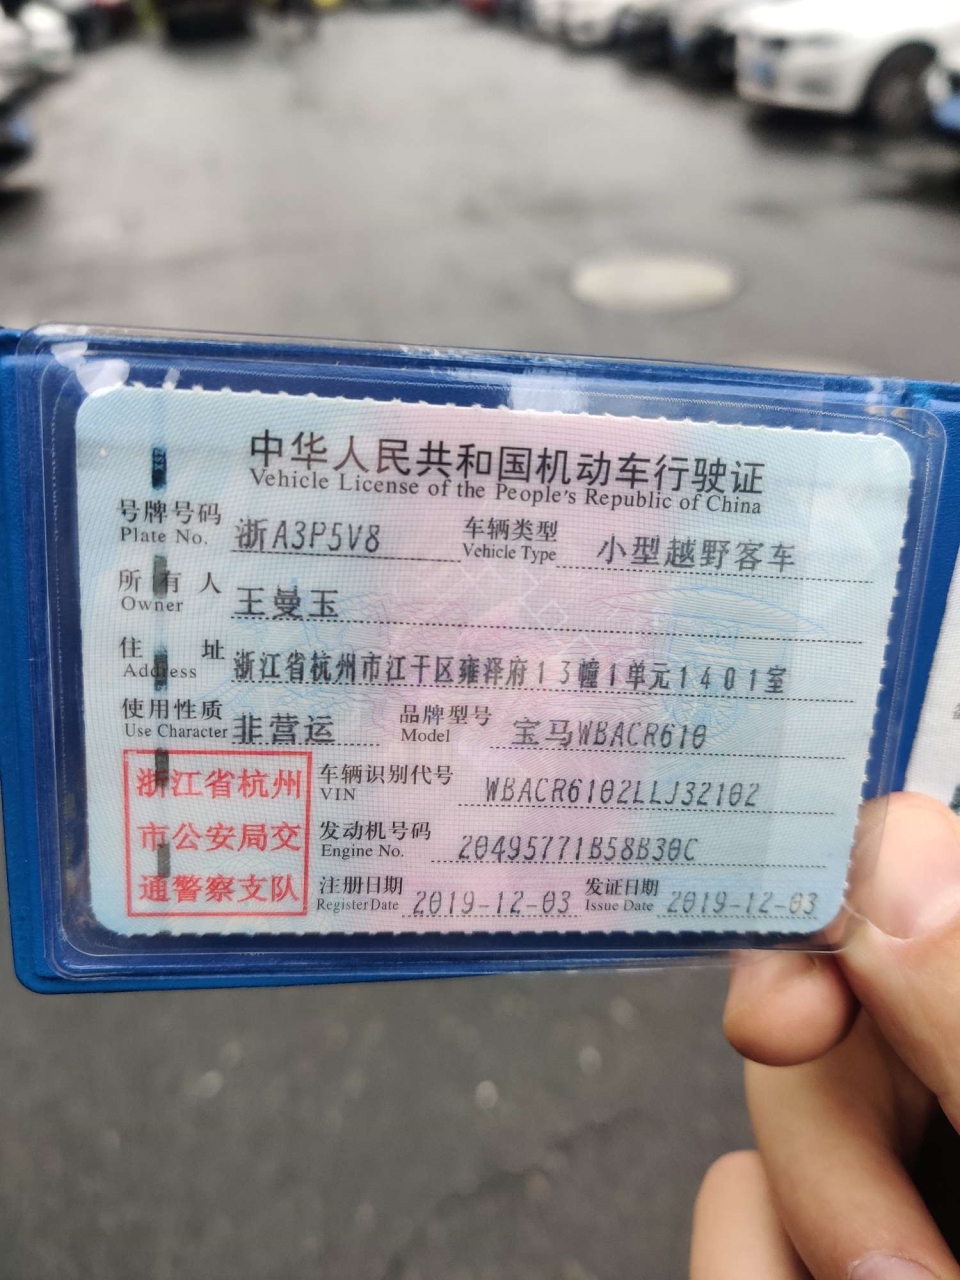 中华人民共和国机动车行驶证
Vehicle License of the People's Republic of China
号牌号码 浙A3P5V8 车辆类型 小型越野客车
Plate No. Vehicle Type
所有人 王曼玉
Owner
住址 浙江省杭州市江干区雍泽府13幢1单元1401室
Address
使用性质 非营运 品牌型号 宝马WBACR610
Use Character Model
浙江省杭州
市公安局交
通警察支队
车辆识别代号 WBACR6102LLJ32102
VIN
发动机号码 20495771B58B30C
Engine No.
注册日期 2019-12-03 发证日期 2019-12-03
Register Date Issue Date